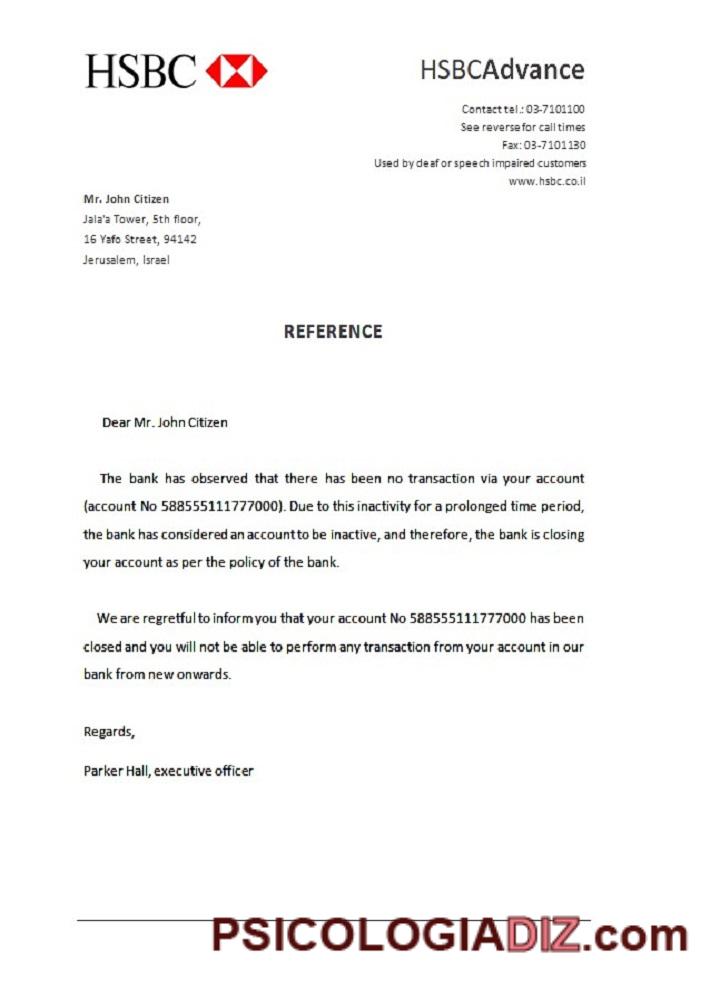 HSBC
HSBCAdvance
Contact tel.: 03-7101100
See reverse for call times
Fax: 03-7101130
Used by deaf or speech impaired customers
www.hsbc.co.il
Mr. John Citizen
Jala'a Tower, 5th floor,
16 Yafo Street, 94142
Jerusalem, Israel
REFERENCE
Dear Mr. John Citizen
The bank has observed that there has been no transaction via your account
(account No 588555111777000). Due to this inactivity for a prolonged time period,
the bank has considered an account to be inactive, and therefore, the bank is closing
your account as per the policy of the bank.
We are regretful to inform you that your account No 588555111777000 has been
closed and you will not be able to perform any transaction from your account in our
bank from new onwards.
Regards,
Parker Hall, executive officer
PSICOLOGIADIZ.com